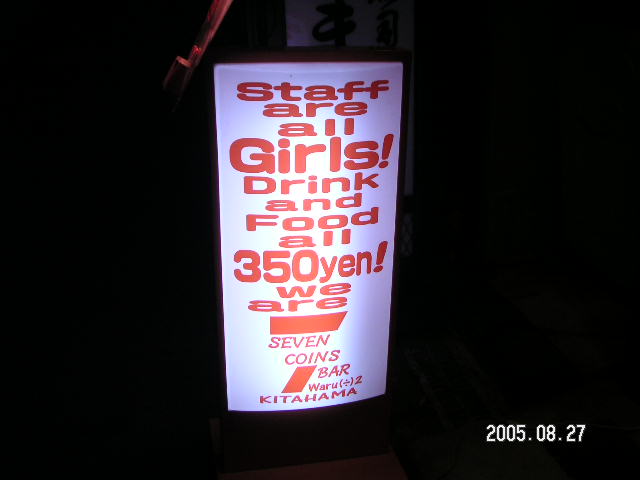 Staff
are
all
Girls!
Drink
and
Food
all
350yen!
we
are
7
SEVEN
COINS
BAR
Waru(÷)2
KITAHAMA
2005.08.27